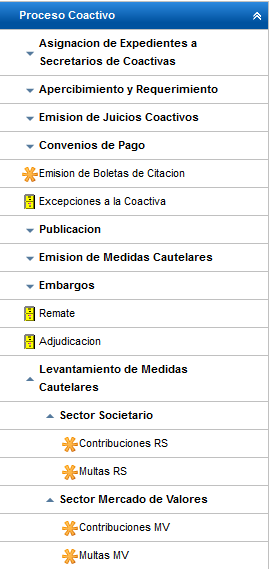 Proceso Coactivo
Asignacion de Expedientes a
Secretarios de Coactivas
Apercibimiento y Requerimiento
Emision de Juicios Coactivos
Convenios de Pago
Emision de Boletas de Citacion
Excepciones a la Coactiva
Publicacion
Emision de Medidas Cautelares
Embargos
Remate
Adjudicacion
Levantamiento de Medidas
Cautelares
Sector Societario
Contribuciones RS
Multas RS
Sector Mercado de Valores
Contribuciones MV
Multas MV